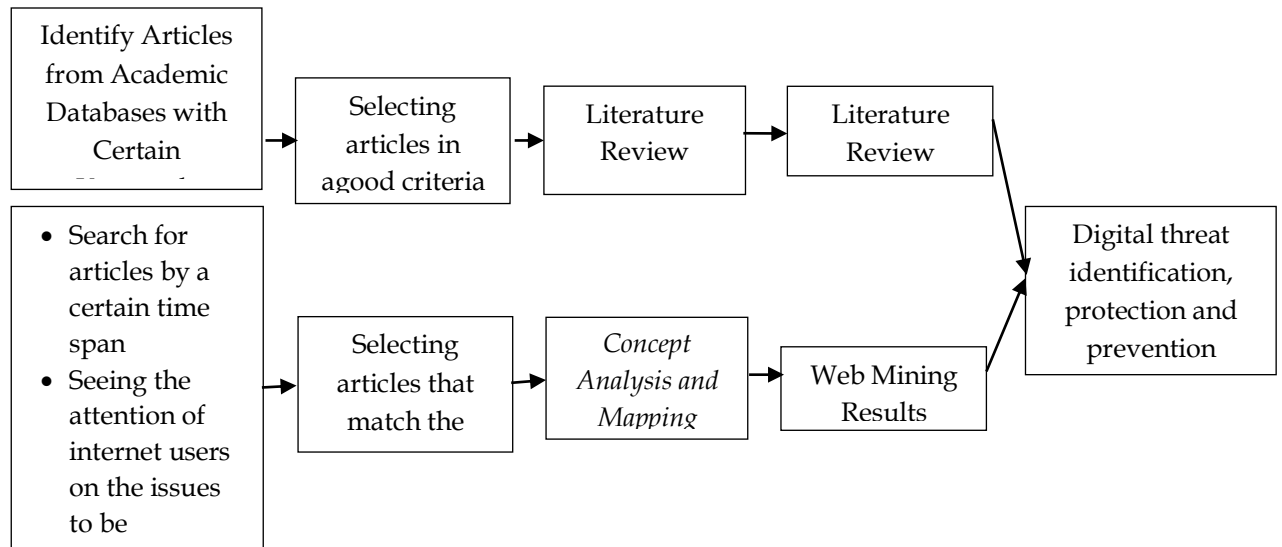 Identify Articles
from Academic
Databases with
Certain
Selecting
articles in
agood criteria
Literature
Review
Literature
Review
• Search for
articles by a
certain time
span
• Seeing the
attention of
internet users
on the issues
to be
Selecting
articles that
match the
Concept
Analysis and
Mapping
Web Mining
Results
Digital threat
identification,
protection and
prevention